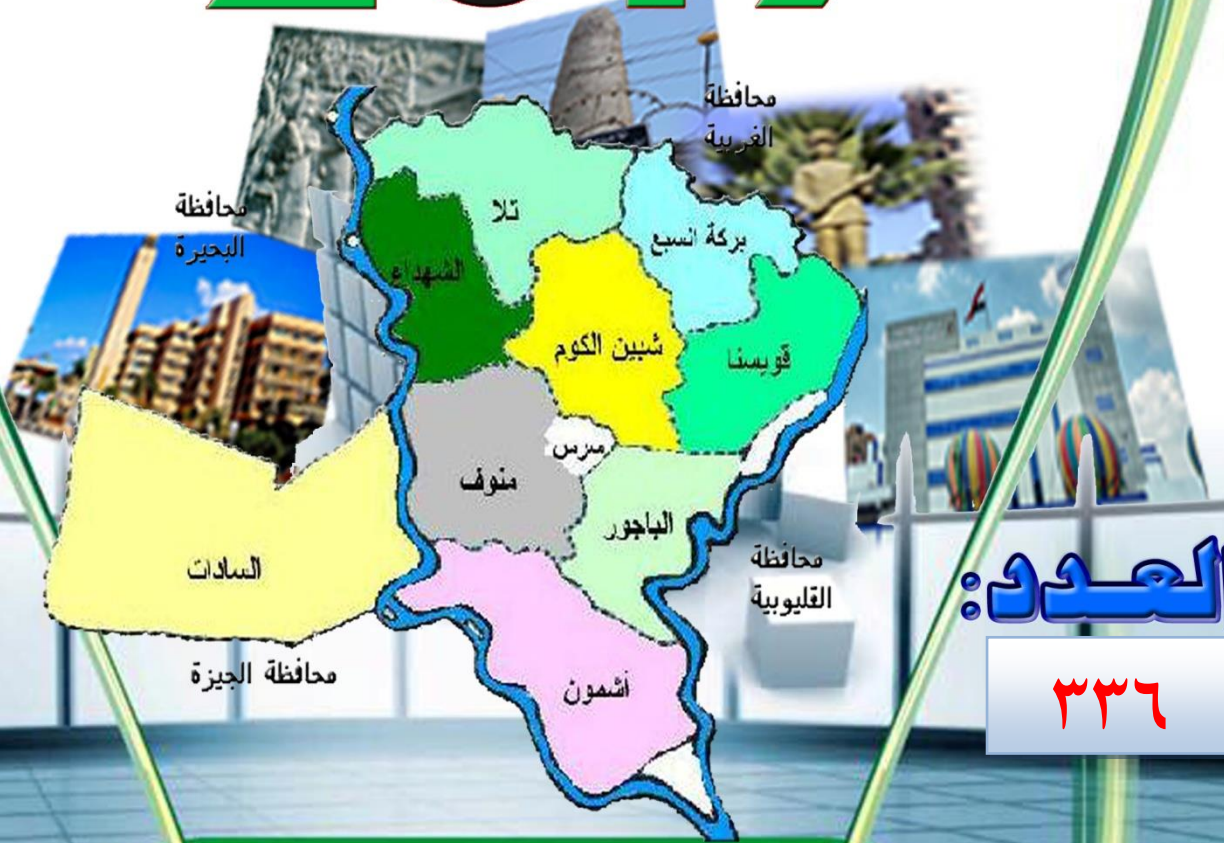 محافظة
الغربية
محافظة
البحيرة
تلا
بركة السبع
الشهداء
شبين الكوم
قويسنا
سرس
منوف
الباجور
السادات
محافظة
القليوبية
محافظة الجيزة
أشمون
العدد:
٣٣٦